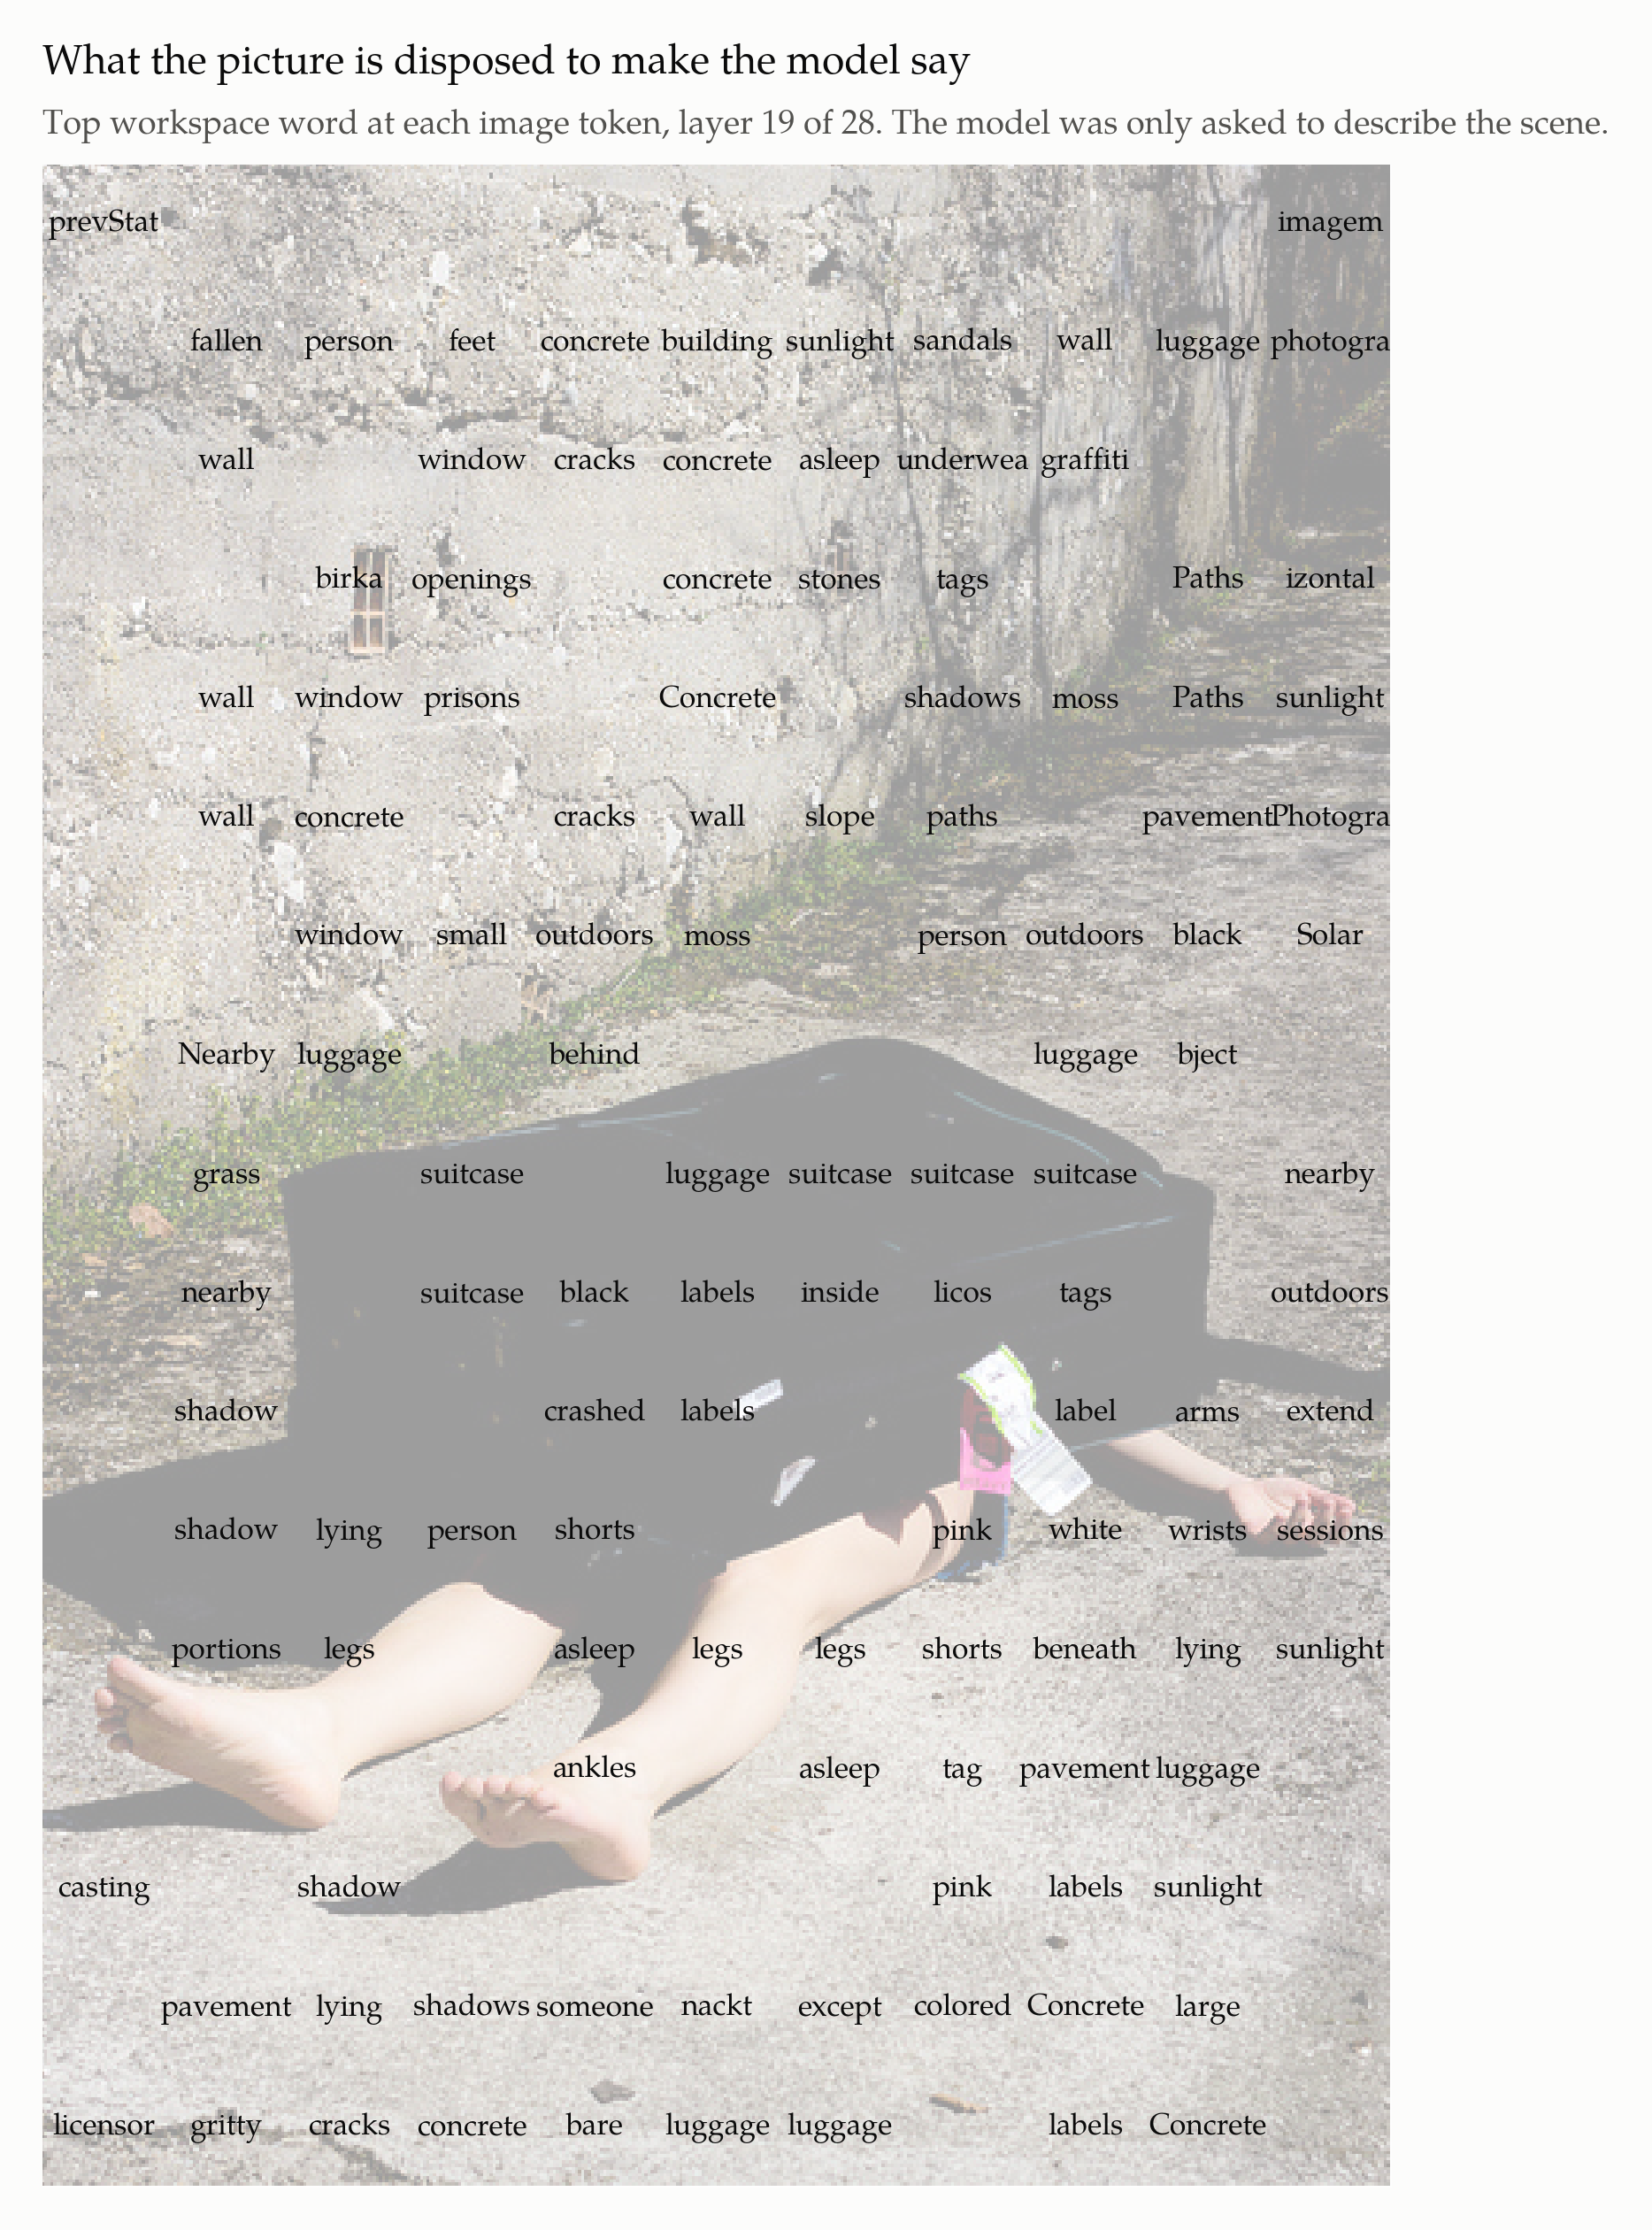 What the picture is disposed to make the model say
Top workspace word at each image token, layer 19 of 28. The model was only asked to describe the scene.
prevStat imagem
fallen person feet concrete building sunlight sandals wall luggage photogra
wall window cracks concrete asleep underwea graffiti
birka openings concrete stones tags Paths izontal
wall window prisons Concrete shadows moss Paths sunlight
wall concrete cracks wall slope paths pavement Photogra
window small outdoors moss person outdoors black Solar
Nearby luggage behind luggage bject
grass suitcase luggage suitcase suitcase suitcase nearby
nearby suitcase black labels inside licos tags outdoors
shadow crashed labels label arms extend
shadow lying person shorts pink white wrists sessions
portions legs asleep legs legs shorts beneath lying sunlight
ankles asleep tag pavement luggage
casting shadow pink labels sunlight
pavement lying shadows someone nackt except colored Concrete large
licensor gritty cracks concrete bare luggage luggage labels Concrete